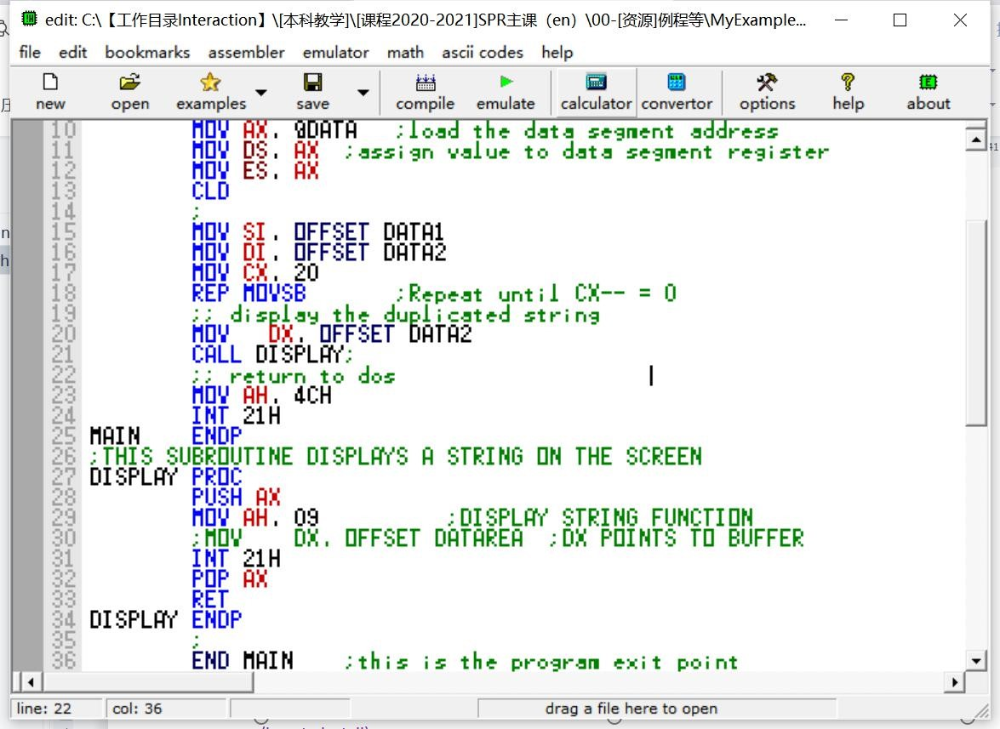 edit: C:\【工作目录Interaction】\[本科教学]\[课程2020-2021]SPR主课（en）\00-[资源]例程等\MyExample...
file edit bookmarks assembler emulator math ascii codes help
new open examples save compile emulate calculator convertor options help about
10 MOV AX, @DATA ;load the data segment address
11 MOV DS, AX ;assign value to data segment register
12 MOV ES, AX
13 CLD
14 ;
15 MOV SI, OFFSET DATA1
16 MOV DI, OFFSET DATA2
17 MOV CX, 20
18 REP MOVSB ;Repeat until CX-- = 0
19 ;; display the duplicated string
20 MOV DX, OFFSET DATA2
21 CALL DISPLAY;
22 ;; return to dos
23 MOV AH, 4CH
24 INT 21H
25 MAIN ENDP
26 ;THIS SUBROUTINE DISPLAYS A STRING ON THE SCREEN
27 DISPLAY PROC
28 PUSH AX
29 MOV AH, 09 ;DISPLAY STRING FUNCTION
30 ;MOV DX, OFFSET DATAREA ;DX POINTS TO BUFFER
31 INT 21H
32 POP AX
33 RET
34 DISPLAY ENDP
35 ;
36 END MAIN ;this is the program exit point
line: 22 col: 36 drag a file here to open